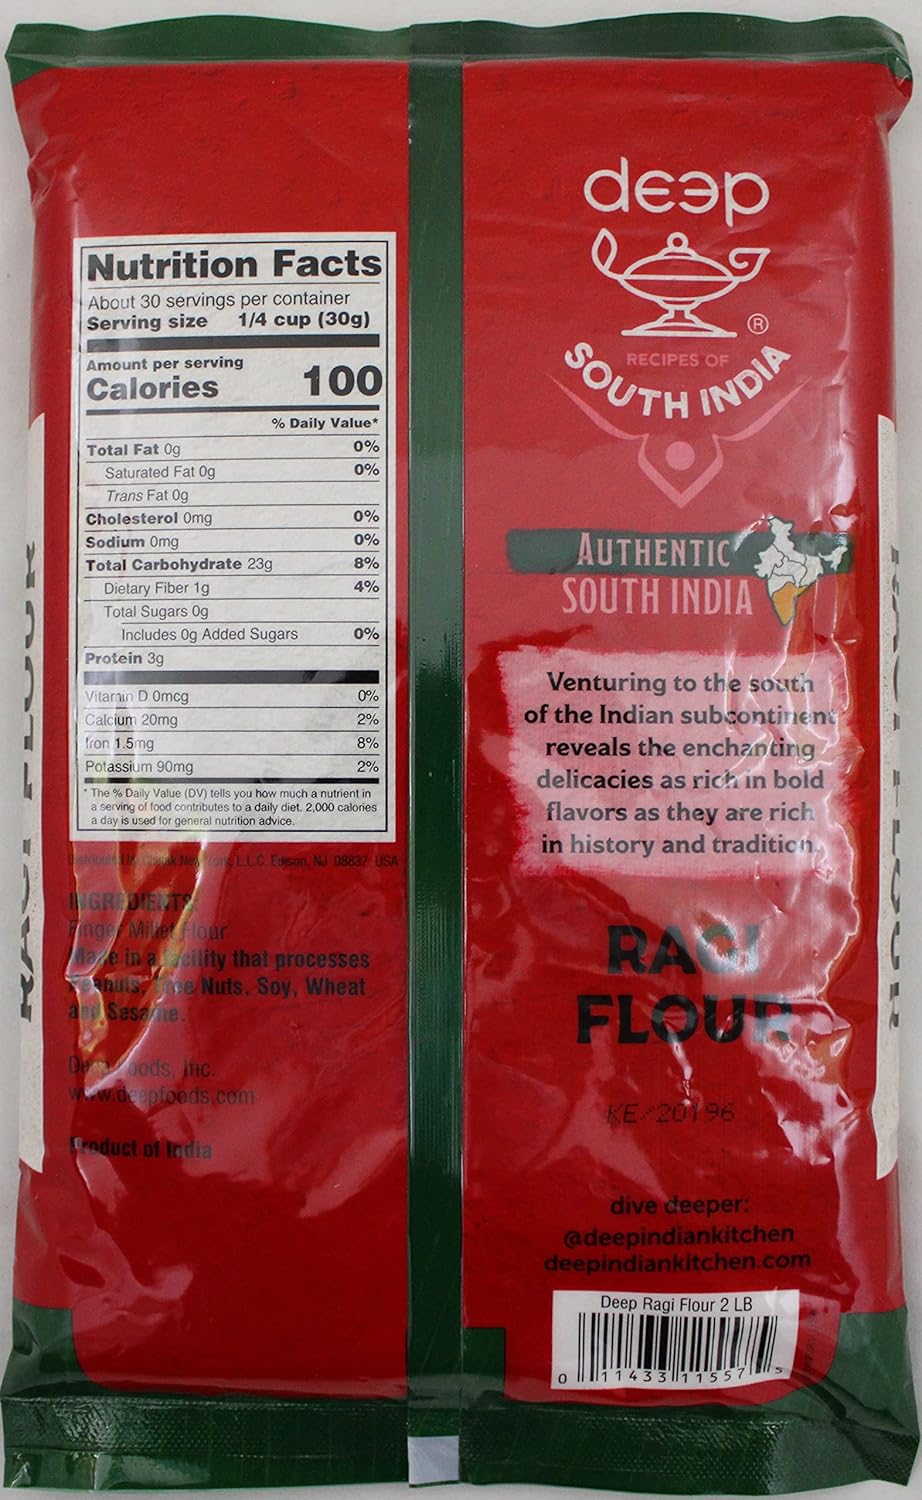 Nutrition Facts
About 30 servings per container
Serving size 1/4 cup (30g)
Amount per serving
Calories 100
% Daily Value*
Total Fat 0g 0%
Saturated Fat 0g 0%
Trans Fat 0g
Cholesterol 0mg 0%
Sodium 0mg 0%
Total Carbohydrate 23g 8%
Dietary Fiber 1g 4%
Total Sugars 0g
Includes 0g Added Sugars 0%
Protein 3g
Vitamin D 0mcg 0%
Calcium 20mg 2%
Iron 1.5mg 8%
Potassium 90mg 2%
* The % Daily Value (DV) tells you how much a nutrient in
a serving of food contributes to a daily diet. 2,000 calories
a day is used for general nutrition advice.
Distributed by Chirak New York, L.L.C. Edison, NJ 08837 USA
INGREDIENTS:
Finger Millet Flour
Made in a facility that processes
Peanuts, Tree Nuts, Soy, Wheat
and Sesame.
Deep Foods, Inc.
www.deepfoods.com
Product of India
deep
®
RECIPES OF
SOUTH INDIA
AUTHENTIC
SOUTH INDIA
Venturing to the south
of the Indian subcontinent
reveals the enchanting
delicacies as rich in bold
flavors as they are rich
in history and tradition.
RAGI
FLOUR
KE-20196
dive deeper:
@deepindiankitchen
deepindiankitchen.com
Deep Ragi Flour 2 LB
0 11433 11557 5
RAGI FLOUR
RAGI FLOUR